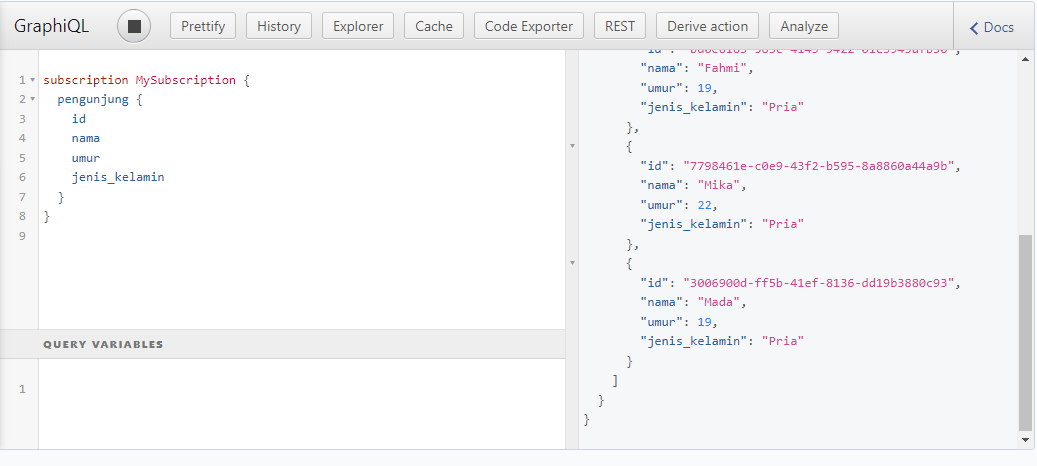 GraphiQL
Prettify
History
Explorer
Cache
Code Exporter
REST
Derive action
Analyze
Docs
1 subscription MySubscription {
2 pengunjung {
3 id
4 nama
5 umur
6 jenis_kelamin
7 }
8 }
9
QUERY VARIABLES
1
"nama": "Fahmi",
"umur": 19,
"jenis_kelamin": "Pria"
},
{
"id": "7798461e-c0e9-43f2-b595-8a8860a44a9b",
"nama": "Mika",
"umur": 22,
"jenis_kelamin": "Pria"
},
{
"id": "3006900d-ff5b-41ef-8136-dd19b3880c93",
"nama": "Mada",
"umur": 19,
"jenis_kelamin": "Pria"
}
]
}
}